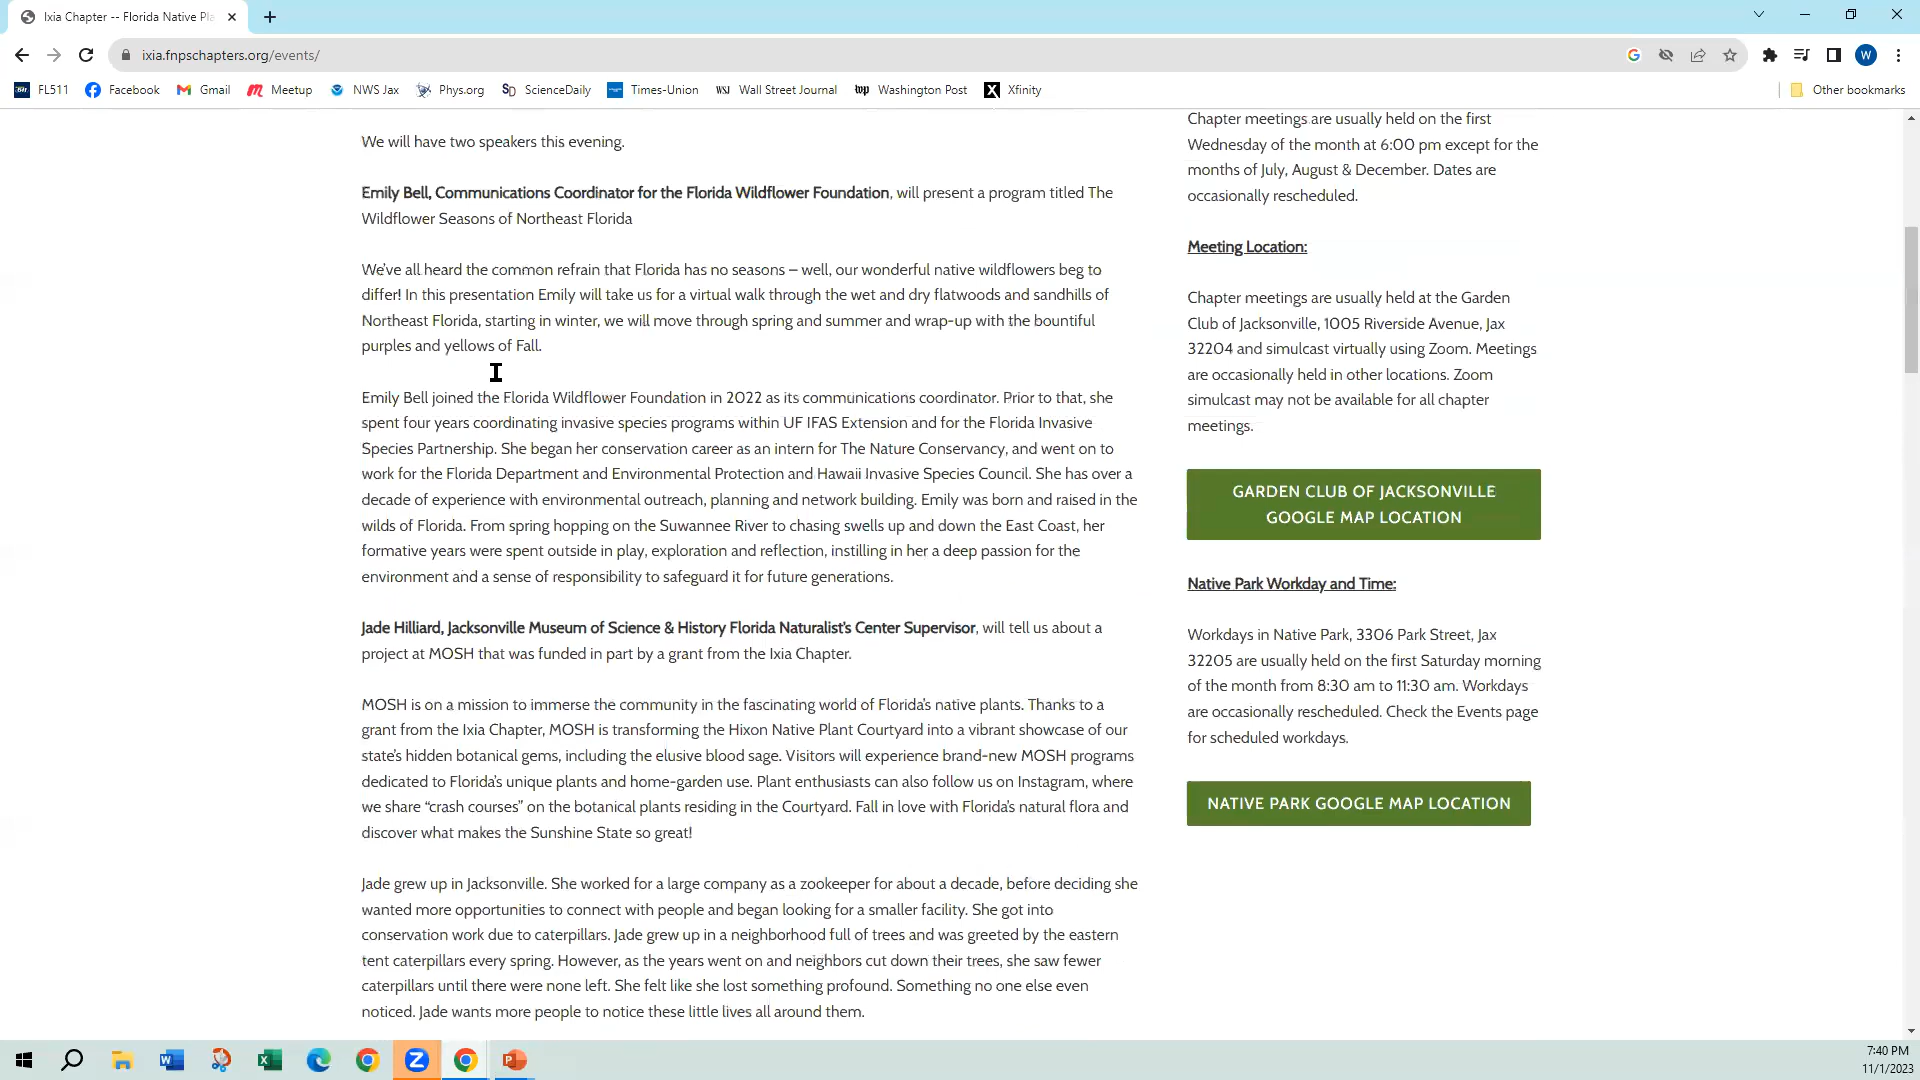 Ixia Chapter -- Florida Native Pla
ixia.fnpschapters.org/events/
W
FL511
Facebook
Gmail
Meetup
NWS Jax
Phys.org
ScienceDaily
Times-Union
WSJ Wall Street Journal
wp Washington Post
X Xfinity
Other bookmarks
We will have two speakers this evening.
Emily Bell, Communications Coordinator for the Florida Wildflower Foundation, will present a program titled The
Wildflower Seasons of Northeast Florida
We've all heard the common refrain that Florida has no seasons – well, our wonderful native wildflowers beg to
differ! In this presentation Emily will take us for a virtual walk through the wet and dry flatwoods and sandhills of
Northeast Florida, starting in winter, we will move through spring and summer and wrap-up with the bountiful
purples and yellows of Fall.
Emily Bell joined the Florida Wildflower Foundation in 2022 as its communications coordinator. Prior to that, she
spent four years coordinating invasive species programs within UF IFAS Extension and for the Florida Invasive
Species Partnership. She began her conservation career as an intern for The Nature Conservancy, and went on to
work for the Florida Department and Environmental Protection and Hawaii Invasive Species Council. She has over a
decade of experience with environmental outreach, planning and network building. Emily was born and raised in the
wilds of Florida. From spring hopping on the Suwannee River to chasing swells up and down the East Coast, her
formative years were spent outside in play, exploration and reflection, instilling in her a deep passion for the
environment and a sense of responsibility to safeguard it for future generations.
Jade Hilliard, Jacksonville Museum of Science & History Florida Naturalist's Center Supervisor, will tell us about a
project at MOSH that was funded in part by a grant from the Ixia Chapter.
MOSH is on a mission to immerse the community in the fascinating world of Florida's native plants. Thanks to a
grant from the Ixia Chapter, MOSH is transforming the Hixon Native Plant Courtyard into a vibrant showcase of our
state's hidden botanical gems, including the elusive blood sage. Visitors will experience brand-new MOSH programs
dedicated to Florida's unique plants and home-garden use. Plant enthusiasts can also follow us on Instagram, where
we share “crash courses” on the botanical plants residing in the Courtyard. Fall in love with Florida's natural flora and
discover what makes the Sunshine State so great!
Jade grew up in Jacksonville. She worked for a large company as a zookeeper for about a decade, before deciding she
wanted more opportunities to connect with people and began looking for a smaller facility. She got into
conservation work due to caterpillars. Jade grew up in a neighborhood full of trees and was greeted by the eastern
tent caterpillars every spring. However, as the years went on and neighbors cut down their trees, she saw fewer
caterpillars until there were none left. She felt like she lost something profound. Something no one else even
noticed. Jade wants more people to notice these little lives all around them.
Chapter meetings are usually held on the first
Wednesday of the month at 6:00 pm except for the
months of July, August & December. Dates are
occasionally rescheduled.
Meeting Location:
Chapter meetings are usually held at the Garden
Club of Jacksonville, 1005 Riverside Avenue, Jax
32204 and simulcast virtually using Zoom. Meetings
are occasionally held in other locations. Zoom
simulcast may not be available for all chapter
meetings.
GARDEN CLUB OF JACKSONVILLE
GOOGLE MAP LOCATION
Native Park Workday and Time:
Workdays in Native Park, 3306 Park Street, Jax
32205 are usually held on the first Saturday morning
of the month from 8:30 am to 11:30 am. Workdays
are occasionally rescheduled. Check the Events page
for scheduled workdays.
NATIVE PARK GOOGLE MAP LOCATION
7:40 PM
11/1/2023